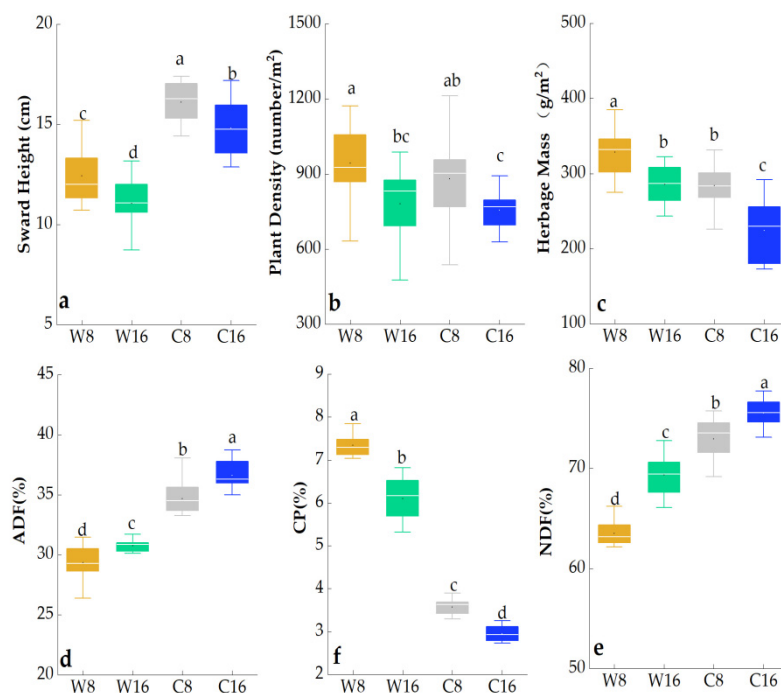 20
15
10
5
Sward Height (cm)
c
d
a
b
a
W8 W16 C8 C16
1500
1200
900
600
300
Plant Density (number/m²)
a
bc
ab
c
b
W8 W16 C8 C16
500
400
300
200
100
Herbage Mass (g/m²)
a
b
b
c
c
W8 W16 C8 C16
45
40
35
30
25
20
ADF(%)
d
c
b
a
d
W8 W16 C8 C16
9
8
7
6
5
4
3
2
CP(%)
a
b
c
d
f
W8 W16 C8 C16
80
70
60
50
NDF(%)
d
c
b
a
e
W8 W16 C8 C16